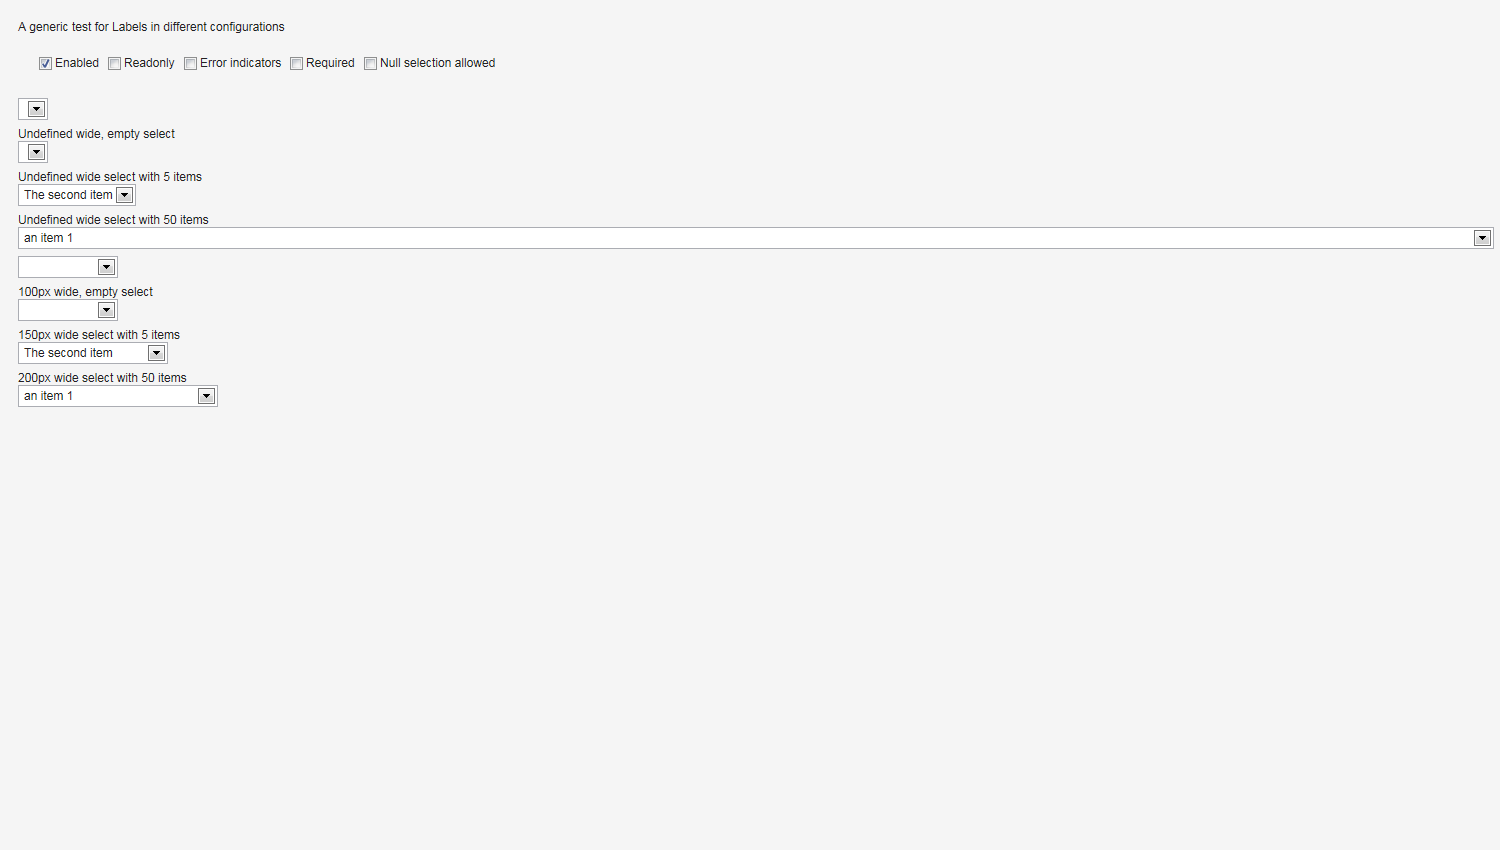 A generic test for Labels in different configurations
Enabled Readonly Error indicators Required Null selection allowed
Undefined wide, empty select
Undefined wide select with 5 items
The second item
Undefined wide select with 50 items
an item 1
100px wide, empty select
150px wide select with 5 items
The second item
200px wide select with 50 items
an item 1